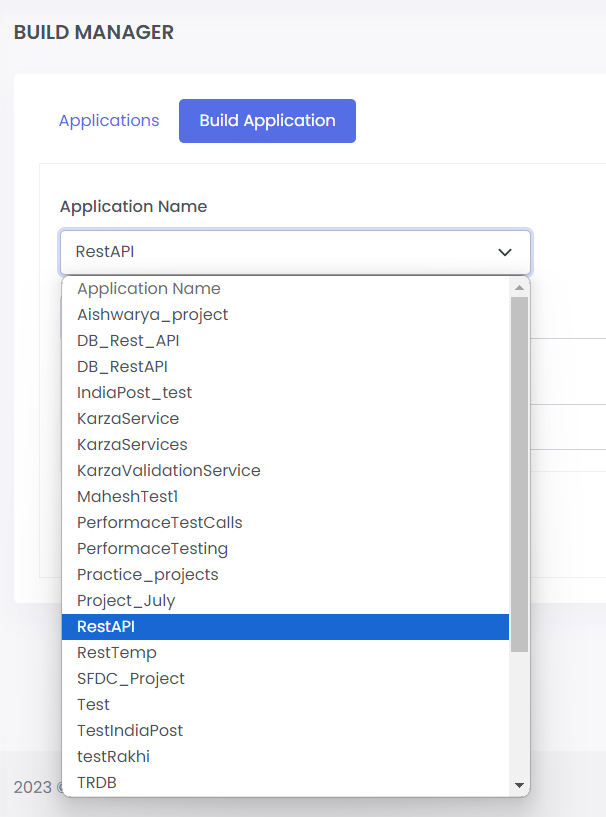 BUILD MANAGER
Applications
Build Application
Application Name
RestAPI
Application Name
Aishwarya_project
DB_Rest_API
DB_RestAPI
IndiaPost_test
KarzaService
KarzaServices
KarzaValidationService
MaheshTest1
PerformaceTestCalls
PerformaceTesting
Practice_projects
Project_July
RestAPI
RestTemp
SFDC_Project
Test
TestIndiaPost
testRakhi
TRDB
2023 ©